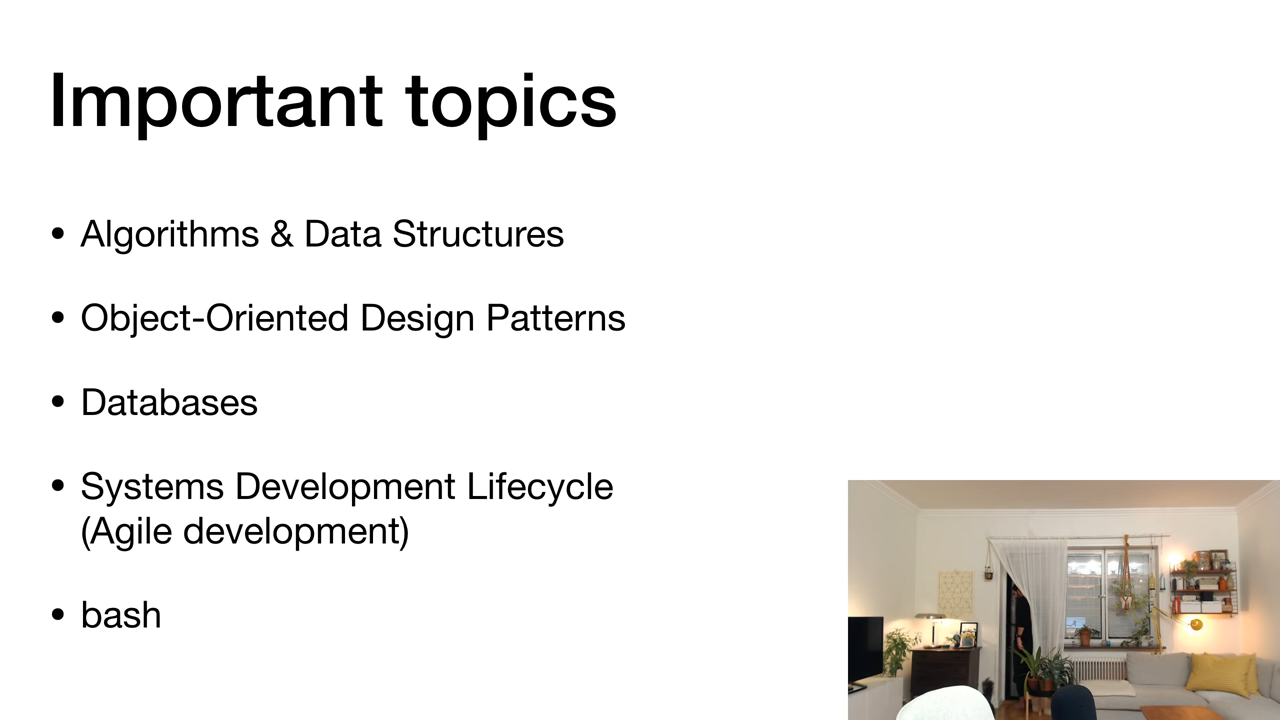 Important topics
• Algorithms & Data Structures
• Object-Oriented Design Patterns
• Databases
• Systems Development Lifecycle
(Agile development)
• bash